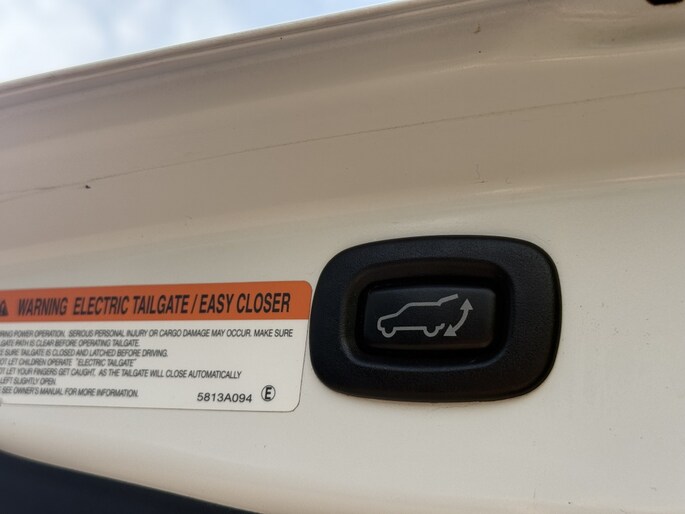 WARNING ELECTRIC TAILGATE / EASY CLOSER
POWER OPERATION, SERIOUS PERSONAL INJURY OR CARGO DAMAGE MAY OCCUR. MAKE SURE
PATH IS CLEAR BEFORE OPERATING TAILGATE.
SURE TAILGATE IS CLOSED AND LATCHED BEFORE DRIVING.
LET CHILDREN OPERATE "ELECTRIC TAILGATE"
LET YOUR FINGERS GET CAUGHT. AS THE TAILGATE WILL CLOSE AUTOMATICALLY
LEFT SLIGHTLY OPEN.
SEE OWNER'S MANUAL FOR MORE INFORMATION.
5813A094 E